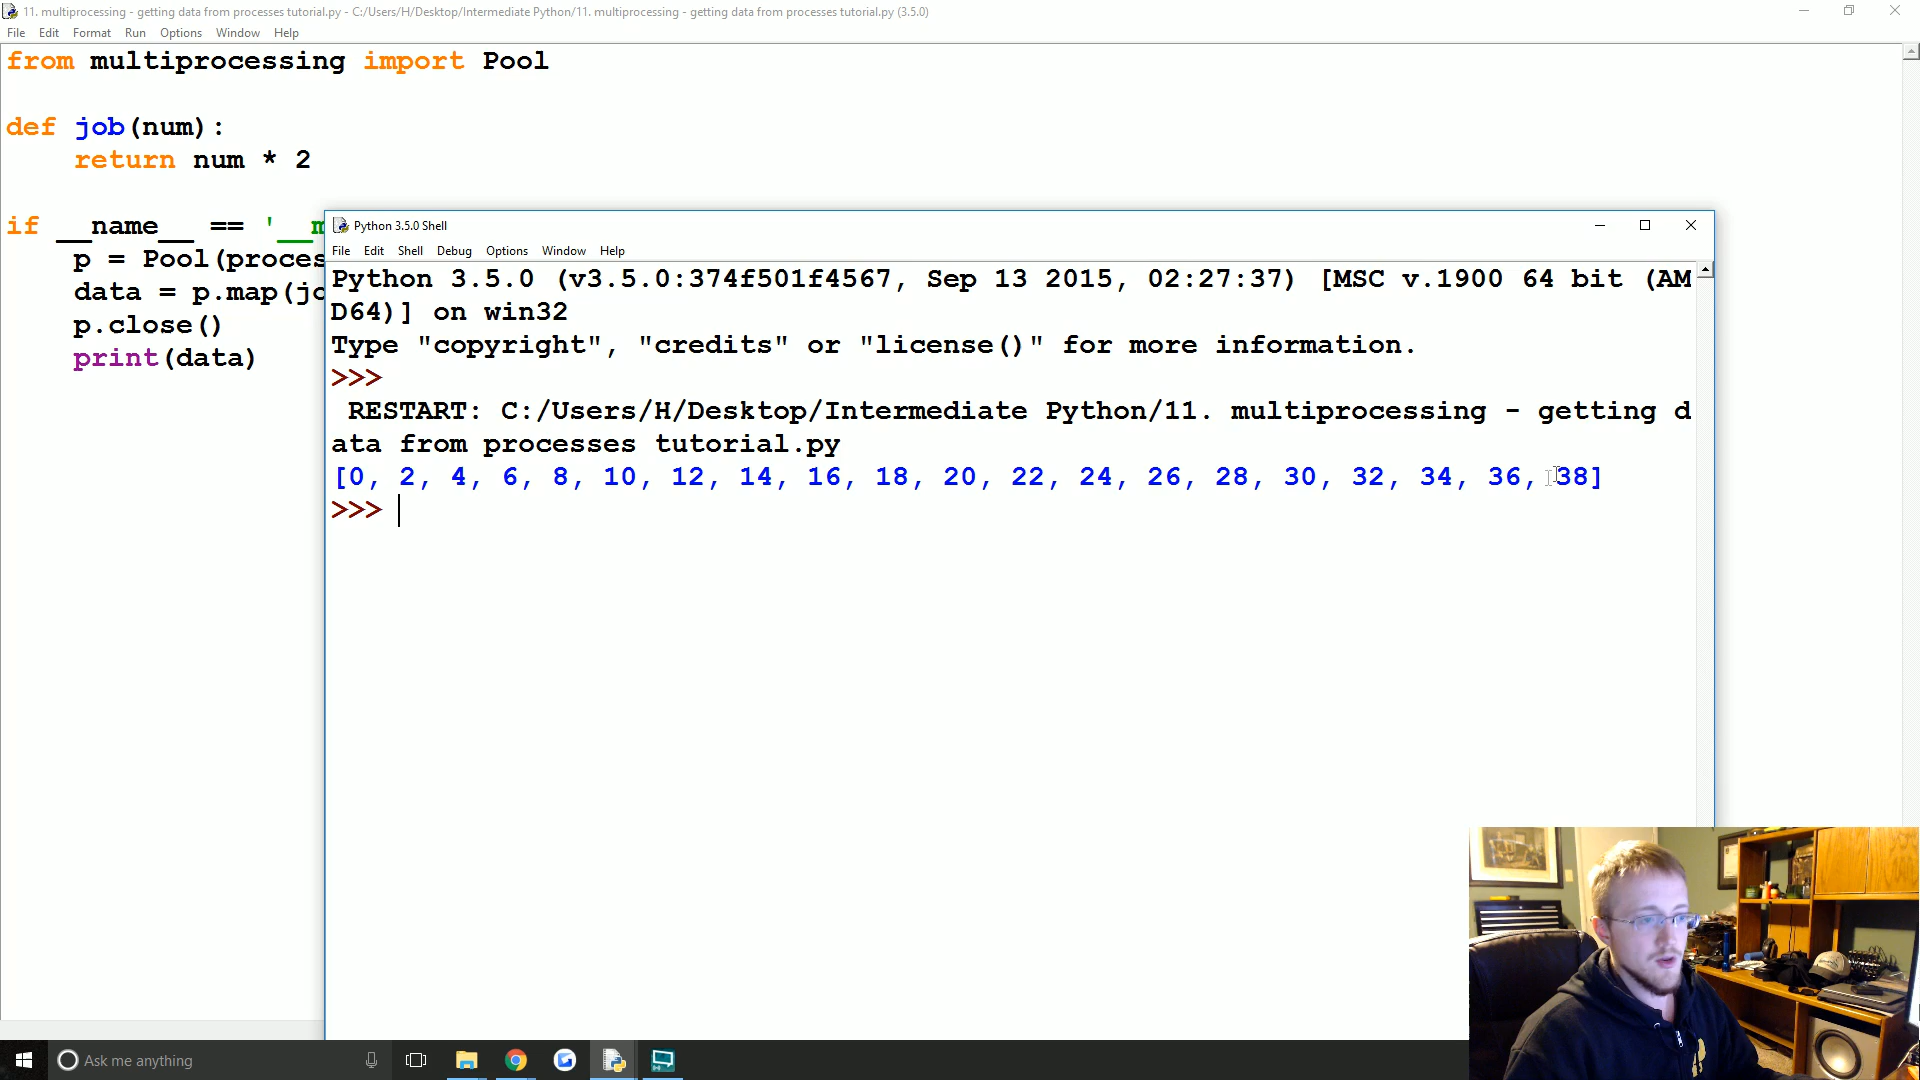 11. multiprocessing - getting data from processes tutorial.py - C:/Users/H/Desktop/Intermediate Python/11. multiprocessing - getting data from processes tutorial.py (3.5.0)
File Edit Format Run Options Window Help
from multiprocessing import Pool
def job(num):
    return num * 2
if __name__ == '__m
    p = Pool(proces
    data = p.map(jo
    p.close()
    print(data)
Python 3.5.0 Shell
File Edit Shell Debug Options Window Help
Python 3.5.0 (v3.5.0:374f501f4567, Sep 13 2015, 02:27:37) [MSC v.1900 64 bit (AM
D64)] on win32
Type "copyright", "credits" or "license()" for more information.
>>>
 RESTART: C:/Users/H/Desktop/Intermediate Python/11. multiprocessing - getting d
ata from processes tutorial.py
[0, 2, 4, 6, 8, 10, 12, 14, 16, 18, 20, 22, 24, 26, 28, 30, 32, 34, 36, 38]
>>>
Ask me anything